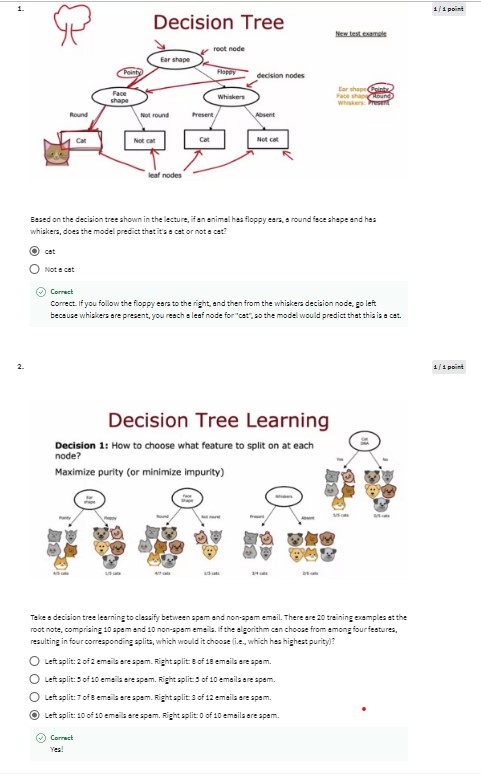 1.
1 / 1 point
Decision Tree
New test example
root node
Ear shape
Pointy
Floppy
decision nodes
Face
shape
Whiskers
Ear shape: Pointy
Face shape: Round
Whiskers: Present
Round
Not round
Present
Absent
Cat
Not cat
Cat
Not cat
leaf nodes
Based on the decision tree shown in the lecture, if an animal has floppy ears, a round face shape and has
whiskers, does the model predict that it's a cat or not a cat?
cat
Not a cat
Correct
Correct. If you follow the floppy ears to the right, and then from the whiskers decision node, go left
because whiskers are present, you reach a leaf node for "cat", so the model would predict that this is a cat.
2.
1 / 1 point
Decision Tree Learning
Decision 1: How to choose what feature to split on at each
node?
Maximize purity (or minimize impurity)
Cat
DNA
Yes
No
Ear
shape
Face
shape
Whiskers
Pointy
Floppy
Round
Not round
Present
Absent
5/5 cats
0/5 cats
4/5 cats
1/5 cats
4/7 cats
1/3 cats
3/4 cats
2/6 cats
Take a decision tree learning to classify between spam and non-spam email. There are 20 training examples at the
root note, comprising 10 spam and 10 non-spam emails. If the algorithm can choose from among four features,
resulting in four corresponding splits, which would it choose (i.e., which has highest purity)?
Left split: 2 of 2 emails are spam. Right split: 8 of 18 emails are spam.
Left split: 5 of 10 emails are spam. Right split: 5 of 10 emails are spam.
Left split: 7 of 8 emails are spam. Right split: 3 of 12 emails are spam.
Left split: 10 of 10 emails are spam. Right split: 0 of 10 emails are spam.
Correct
Yes!